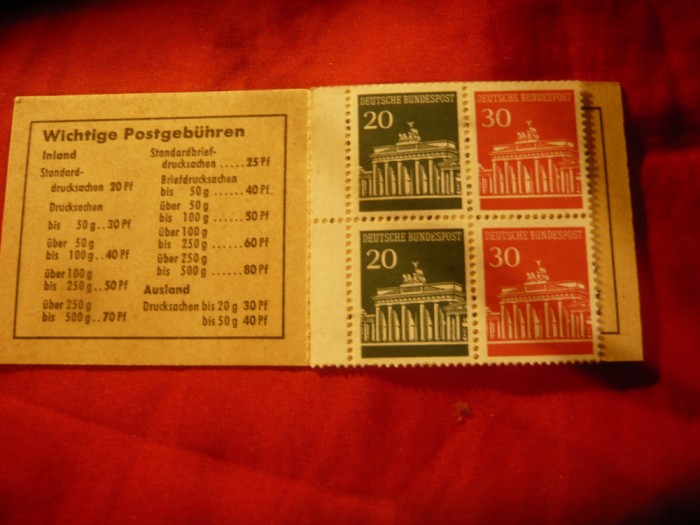 Wichtige Postgebühren
Inland
Standard-
drucksachen 20 Pf
Drucksachen
bis 50 g..30 Pf
über 50 g
bis 100 g..40 Pf
über 100 g
bis 250 g..50 Pf
über 250 g
bis 500 g..70 Pf
Standardbrief-
drucksachen ......25 Pf
Briefdrucksachen
bis 50 g ......40 Pf
über 50 g
bis 100 g ......50 Pf
über 100 g
bis 250 g ......60 Pf
über 250 g
bis 500 g ......80 Pf
Ausland
Drucksachen bis 20 g 30 Pf
bis 50 g 40 Pf
DEUTSCHE BUNDESPOST
20
DEUTSCHE BUNDESPOST
30
DEUTSCHE BUNDESPOST
20
DEUTSCHE BUNDESPOST
30